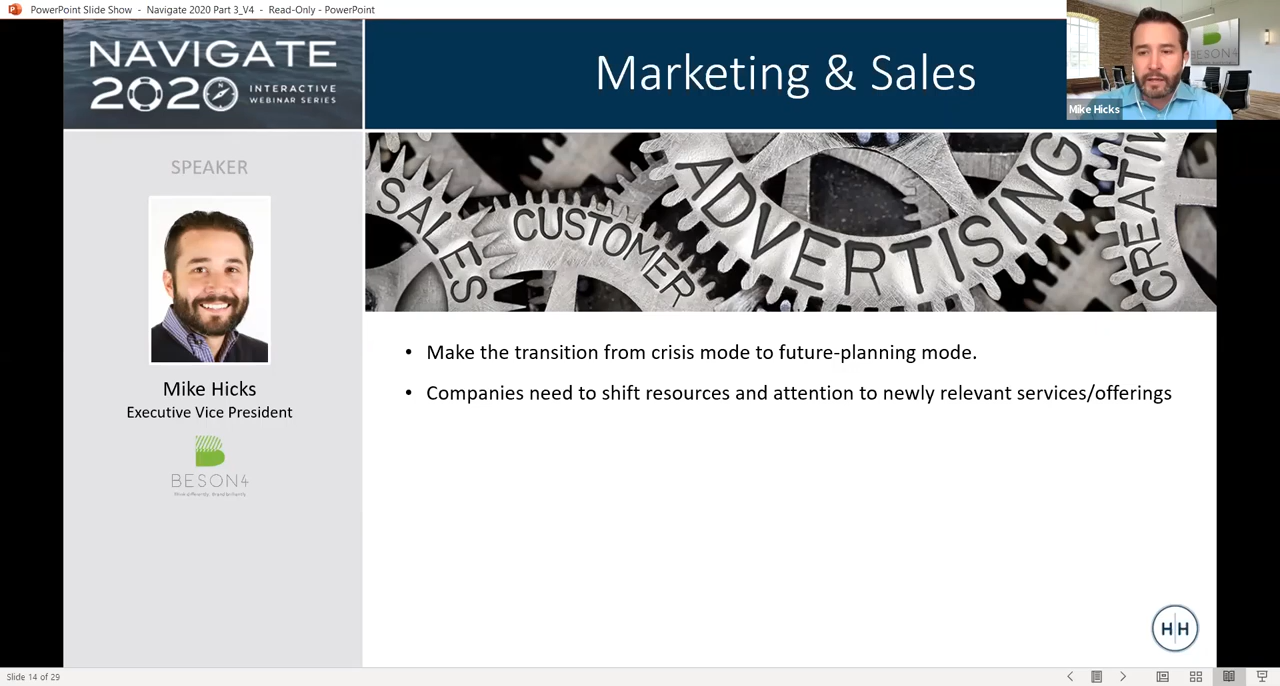 PowerPoint Slide Show - Navigate 2020 Part 3_V4 - Read-Only - PowerPoint
NAVIGATE
2020 INTERACTIVE
WEBINAR SERIES
Marketing & Sales
BESON4
Mike Hicks
SPEAKER
SALES
CUSTOMER
ADVERTISING
Mike Hicks
Executive Vice President
BESON4
• Make the transition from crisis mode to future-planning mode.
• Companies need to shift resources and attention to newly relevant services/offerings
H|H
Slide 14 of 29